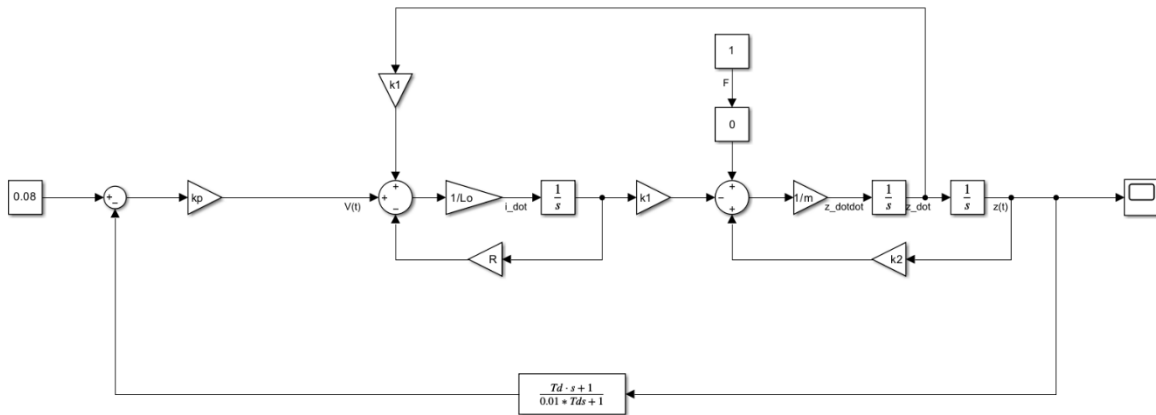 1
k1
F
0
0.08
+
−
kp
V(t)
+
+
−
1/Lo
i_dot
1
s
k1
+
−
+
1/m
z_dotdot
1
s
z_dot
1
s
z(t)
R
k2
Td · s + 1
0.01 * Tds + 1